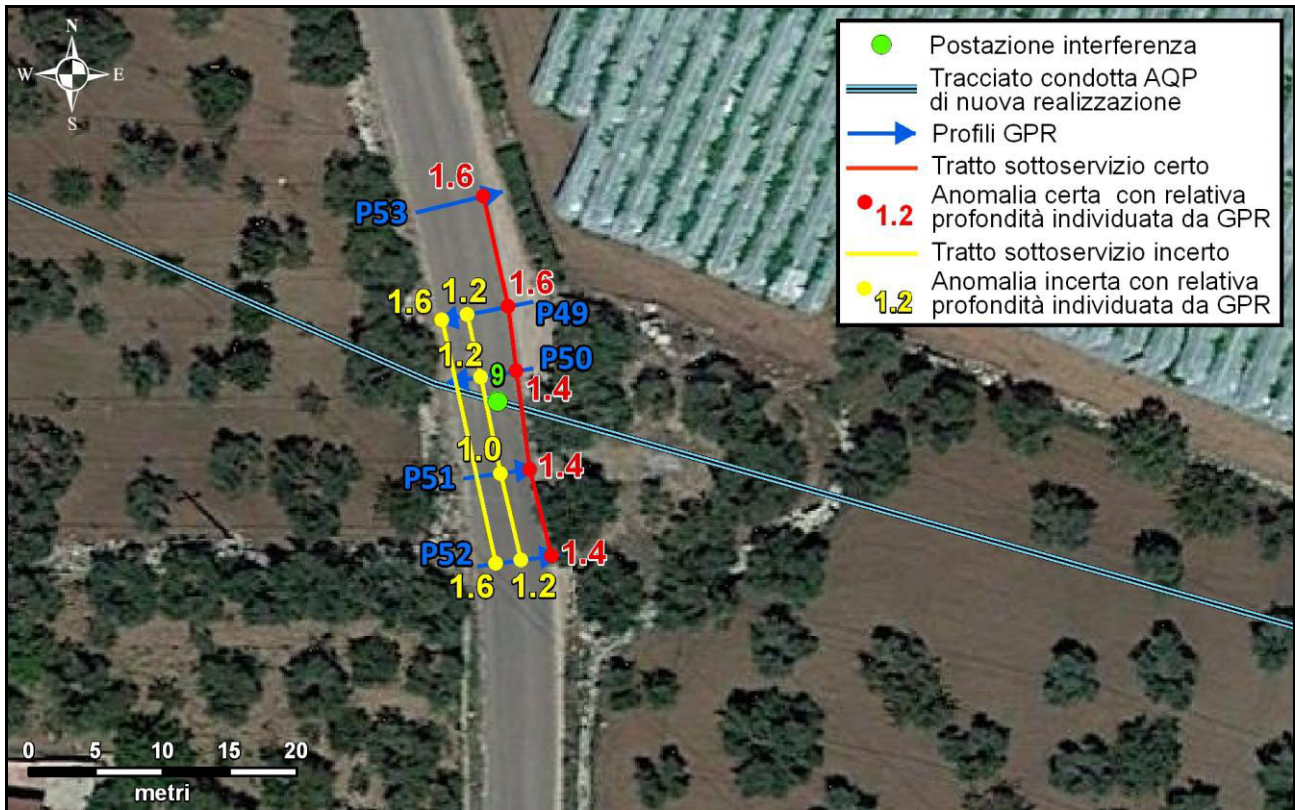 N
W E
S
Postazione interferenza
Tracciato condotta AQP
di nuova realizzazione
Profili GPR
Tratto sottoservizio certo
Anomalia certa con relativa
1.2 profondità individuata da GPR
Tratto sottoservizio incerto
Anomalia incerta con relativa
1.2 profondità individuata da GPR
1.6
P53
1.6 1.2 1.6
P49
1.2 9 P50
1.4
1.0
P51 1.4
P52 1.4
1.6 1.2
0 5 10 15 20
metri